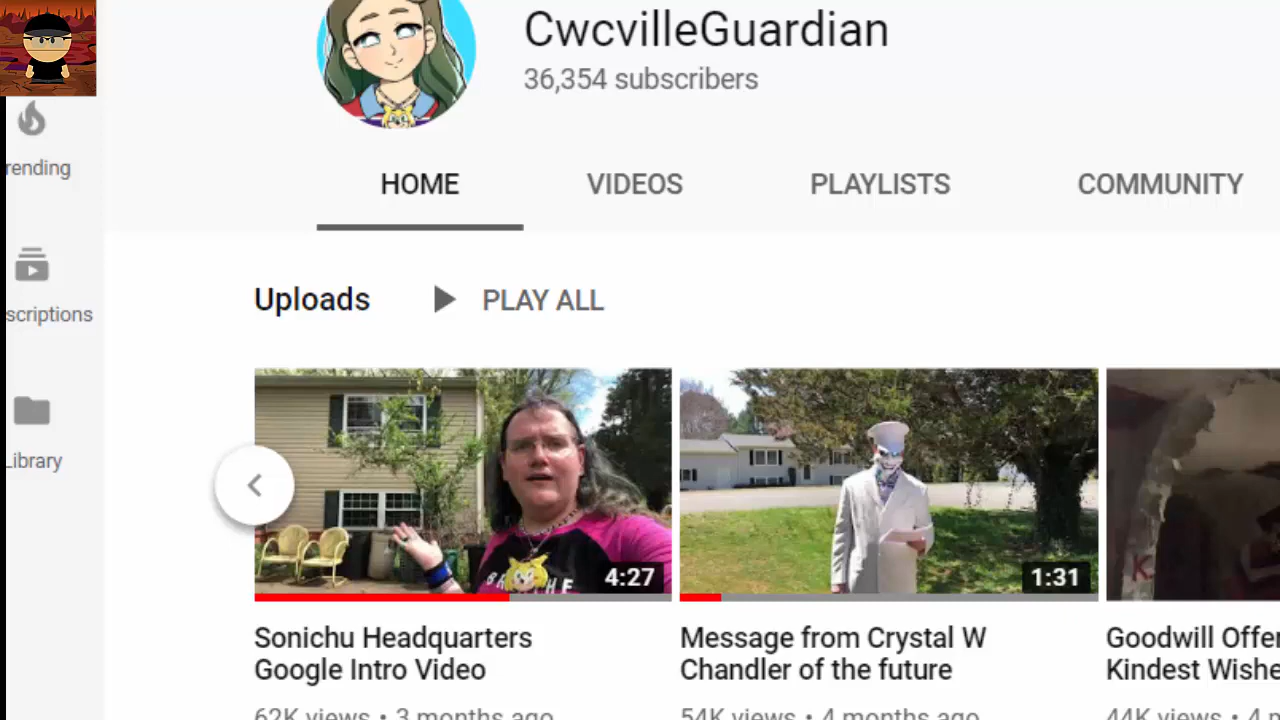 CwcvilleGuardian
36,354 subscribers
rending
HOME VIDEOS PLAYLISTS COMMUNITY
scriptions
Uploads PLAY ALL
Library
4:27
1:31
Sonichu Headquarters
Google Intro Video
Message from Crystal W
Chandler of the future
Goodwill Offer
Kindest Wishe
62K views • 3 months ago
54K views • 4 months ago
44K views • 4 m